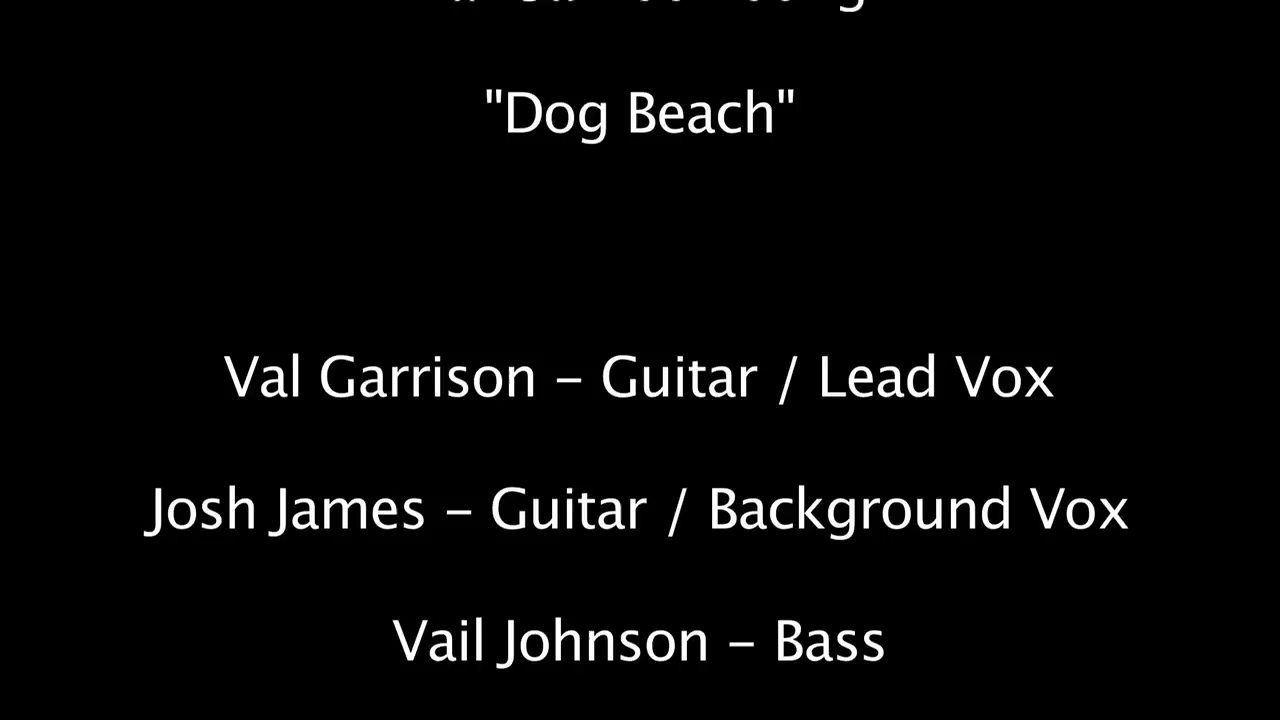 "Dog Beach"
Val Garrison – Guitar / Lead Vox
Josh James – Guitar / Background Vox
Vail Johnson – Bass